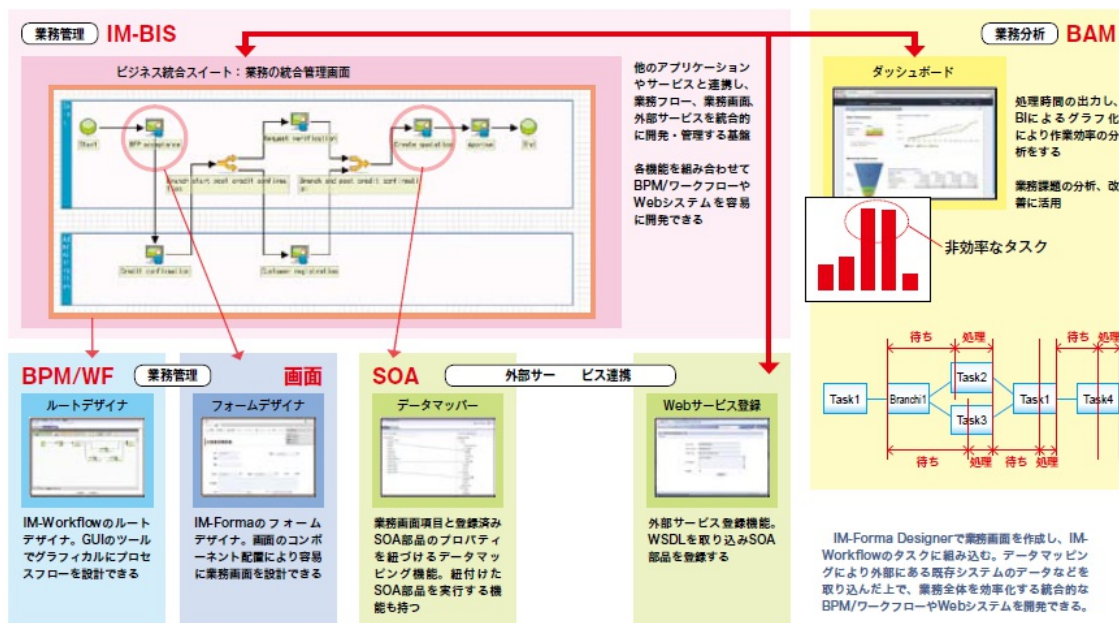 業務管理 IM-BIS
ビジネス統合スイート：業務の統合管理画面
Start
RFP acceptance
Request verification
Create quotation
Approval
End
Branch start post credit confirmation
Branch end post credit
Credit confirmation
Customer registration
他のアプリケーション
やサービスと連携し、
業務フロー、業務画面、
外部サービスを統合的
に開発・管理する基盤
各機能を組み合わせて
BPM/ワークフローや
Webシステムを容易
に開発できる
業務分析 BAM
ダッシュボード
処理時間の出力し、
BIによるグラフ化
により作業効率の分
析をする
業務課題の分析、改
善に活用
非効率なタスク
待ち 処理 待ち 処理
Task1 Branchi1 Task2 Task3 Task1 Task4
待ち 処理 待ち 処理
BPM/WF 業務管理 画面
ルートデザイナ
フォームデザイナ
IM-Workflowのルート
デザイナ。GUIのツール
でグラフィカルにプロセ
スフローを設計できる
IM-Formaのフォーム
デザイナ。画面のコンポ
ーネント配置により容易
に業務画面を設計できる
SOA 外部サー ビス連携
データマッパー
Webサービス登録
業務画面項目と登録済み
SOA部品のプロパティ
を紐づけるデータマッ
ピング機能。紐付けた
SOA部品を実行する機
能も持つ
外部サービス登録機能。
WSDLを取り込みSOA
部品を登録する
IM-Forma Designerで業務画面を作成し、IM-
Workflowのタスクに組み込む。データマッピン
グにより外部にある既存システムのデータなどを
取り込んだ上で、業務全体を効率化する統合的な
BPM/ワークフローやWebシステムを開発できる。